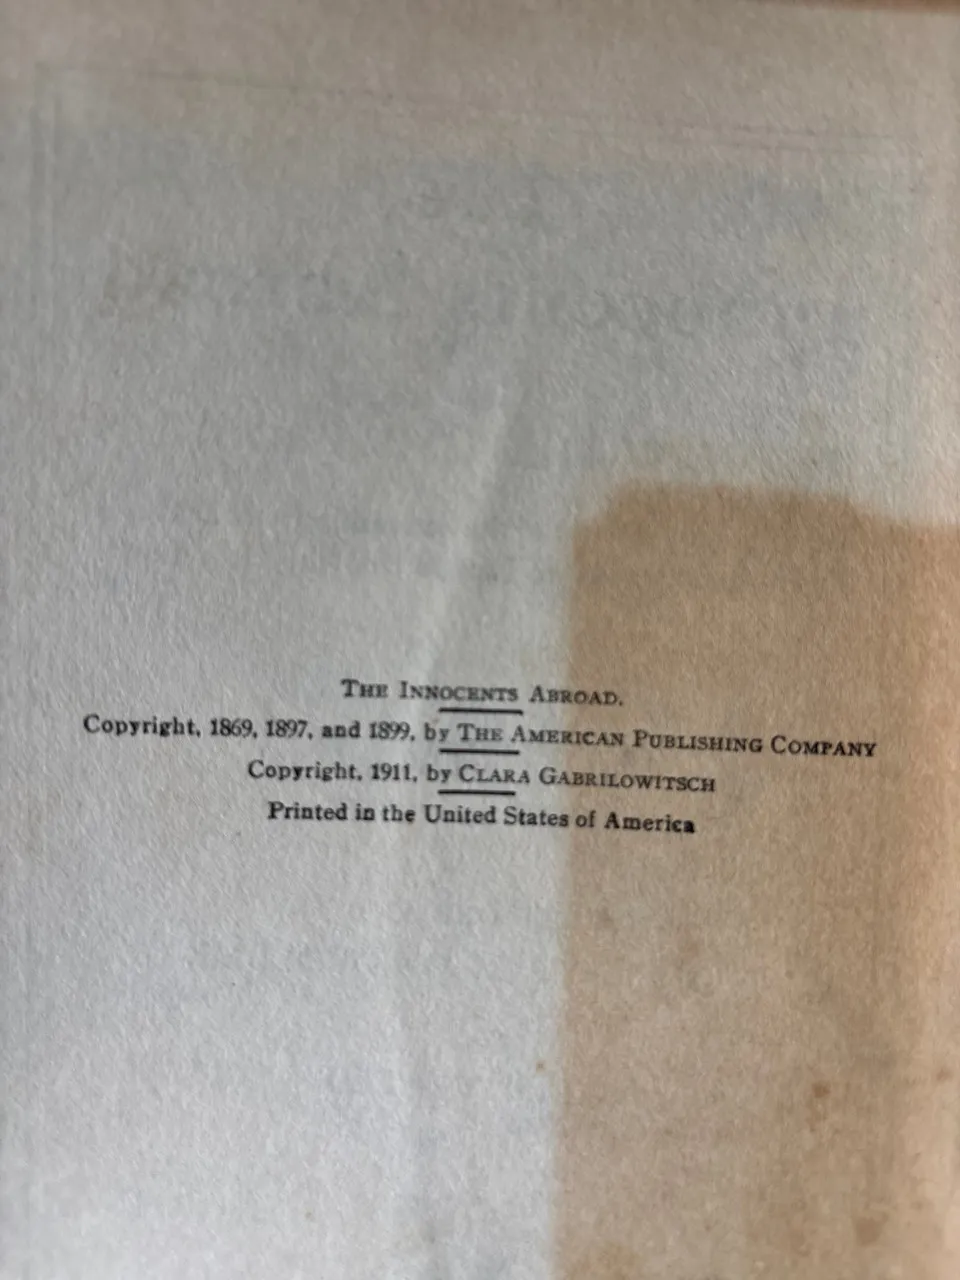 THE INNOCENTS ABROAD.
Copyright, 1869, 1897, and 1899, by THE AMERICAN PUBLISHING COMPANY
Copyright, 1911, by CLARA GABRILOWITSCH
Printed in the United States of America